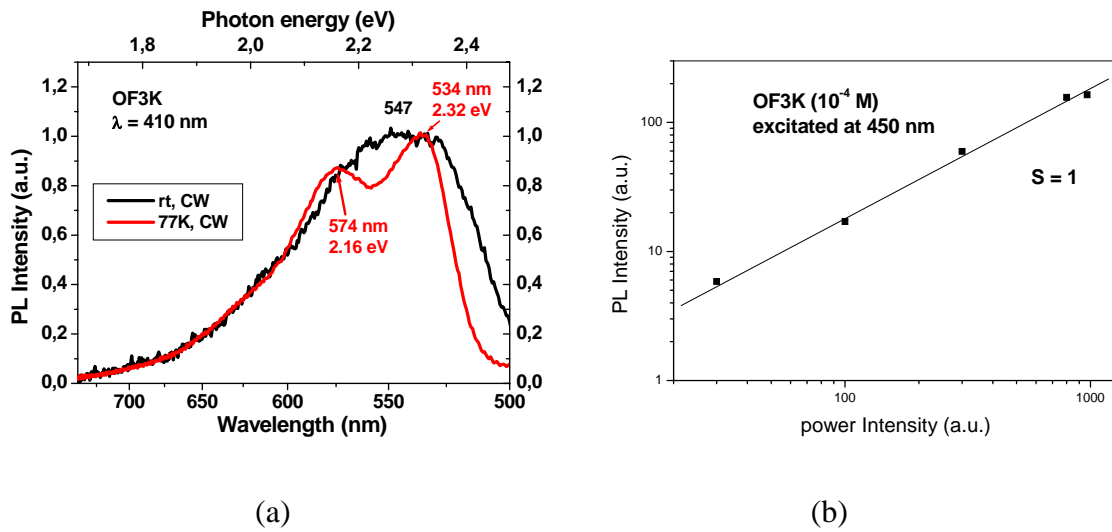 Photon energy (eV)
1,8 2,0 2,2 2,4
1,2 1,2
1,0 1,0
0,8 0,8
0,6 0,6
0,4 0,4
0,2 0,2
0,0 0,0
PL Intensity (a.u.)
OF3K
λ = 410 nm
547
534 nm
2.32 eV
rt, CW
77K, CW
574 nm
2.16 eV
700 650 600 550 500
Wavelength (nm)
(a)
PL Intensity (a.u.)
100
10
1
OF3K (10⁻⁴ M)
excitated at 450 nm
S = 1
100 1000
power Intensity (a.u.)
(b)